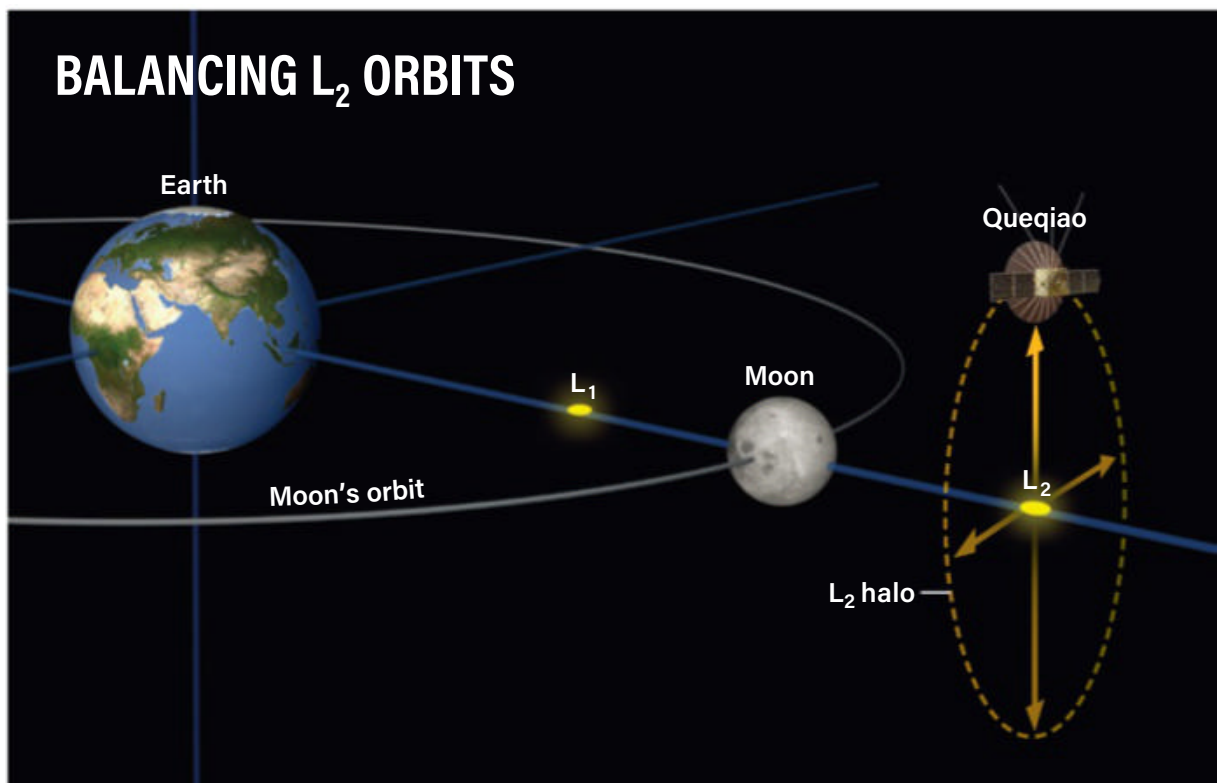 BALANCING L₂ ORBITS
Earth
Queqiao
L₁
Moon
L₂
Moon's orbit
L₂ halo